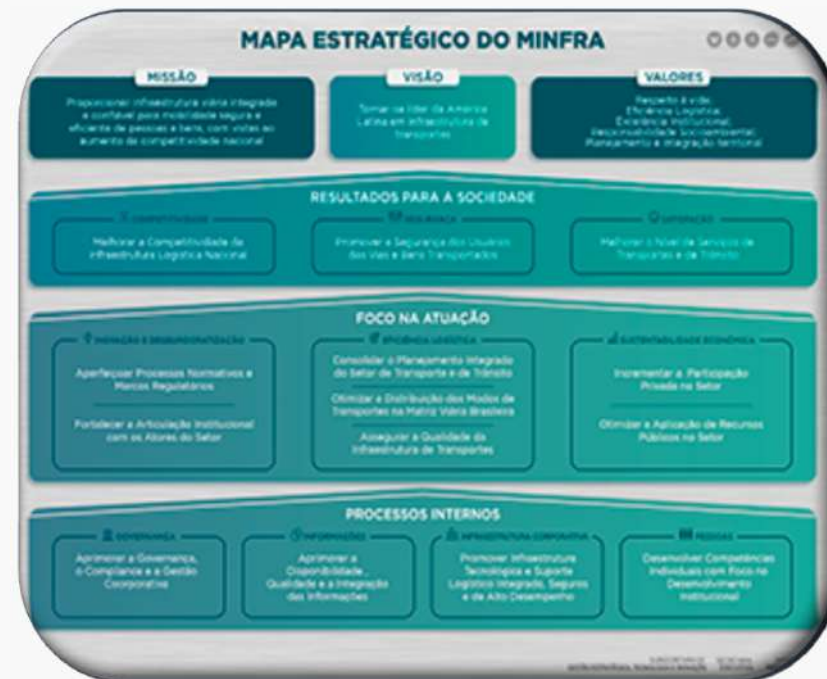 MAPA ESTRATÉGICO DO MINFRA
MISSÃO
Proporcionar infraestrutura viária integrada
e confiável para mobilidade segura e
eficiente de pessoas e bens, com vistas ao
aumento da competitividade nacional
VISÃO
Tornar-se líder da América
Latina em infraestrutura de
transportes
VALORES
Respeito à vida;
Eficiência Logística;
Excelência Institucional;
Responsabilidade Socioambiental;
Planejamento e integração territorial
RESULTADOS PARA A SOCIEDADE
COMPETITIVIDADE
Melhorar a Competitividade da
Infraestrutura Logística Nacional
SEGURANÇA
Promover a Segurança dos Usuários
das Vias e Bens Transportados
SATISFAÇÃO
Melhorar o Nível de Serviços de
Transportes e de Trânsito
FOCO NA ATUAÇÃO
INOVAÇÃO E DESBUROCRATIZAÇÃO
Aperfeiçoar Processos Normativos e
Marcos Regulatórios
Fortalecer a Articulação Institucional
com os Atores do Setor
EFICIÊNCIA LOGÍSTICA
Consolidar o Planejamento Integrado
do Setor de Transporte e de Trânsito
Otimizar a Distribuição dos Modos de
Transportes na Matriz Viária Brasileira
Assegurar a Qualidade da
Infraestrutura de Transportes
SUSTENTABILIDADE ECONÔMICA
Incrementar a Participação
Privada no Setor
Otimizar a Aplicação de Recursos
Públicos no Setor
PROCESSOS INTERNOS
GOVERNANÇA
Aprimorar a Governança,
o Compliance e a Gestão
Coorporativa
INFORMAÇÕES
Aprimorar a
Disponibilidade,
Qualidade e a Integração
das Informações
INFRAESTRUTURA CORPORATIVA
Promover Infraestrutura
Tecnológica e Suporte
Logístico Integrado, Seguros
e de Alto Desempenho
PESSOAS
Desenvolver Competências
Individuais com Foco no
Desenvolvimento
Institucional